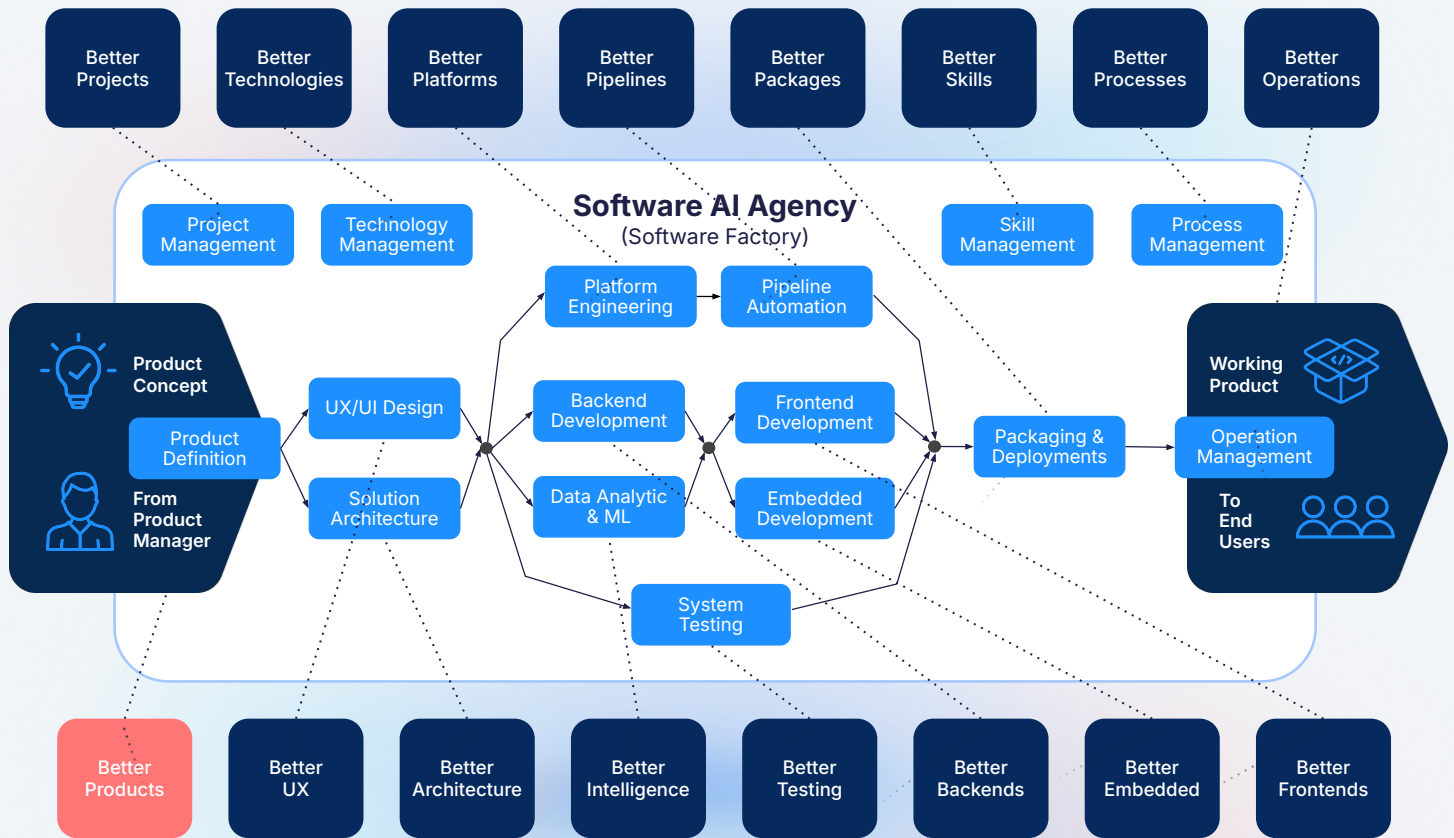 Better
Projects
Better
Technologies
Better
Platforms
Better
Pipelines
Better
Packages
Better
Skills
Better
Processes
Better
Operations
Software AI Agency
(Software Factory)
Project
Management
Technology
Management
Skill
Management
Process
Management
Platform
Engineering
Pipeline
Automation
Product
Concept
Working
Product
UX/UI Design
Backend
Development
Frontend
Development
Product
Definition
Packaging &
Deployments
Operation
Management
From
Product
Manager
Solution
Architecture
Data Analytic
& ML
Embedded
Development
To
End
Users
System
Testing
Better
Products
Better
UX
Better
Architecture
Better
Intelligence
Better
Testing
Better
Backends
Better
Embedded
Better
Frontends